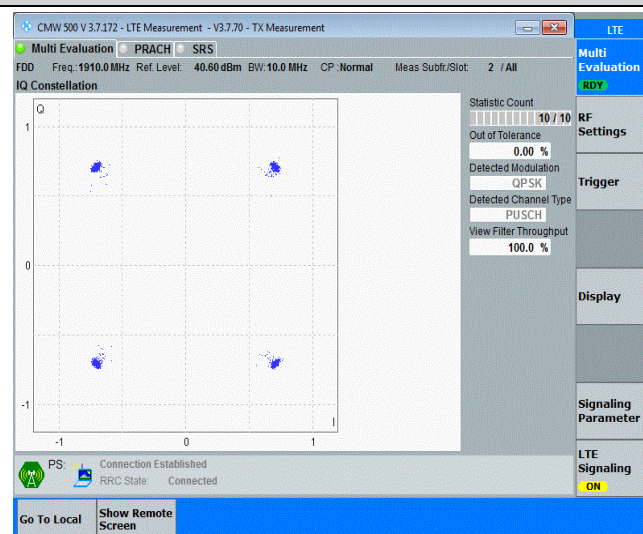 CMW 500 V 3.7.172 - LTE Measurement - V3.7.70 - TX Measurement
LTE
Multi Evaluation PRACH SRS
FDD Freq.:1910.0 MHz Ref. Level: 40.60 dBm BW:10.0 MHz CP :Normal Meas Subfr./Slot: 2 / All
IQ Constellation
Q
1
0
-1
I
-1 0 1
Statistic Count
10 / 10
Out of Tolerance
0.00 %
Detected Modulation
QPSK
Detected Channel Type
PUSCH
View Filter Throughput
100.0 %
Multi
Evaluation
RDY
RF
Settings
Trigger
Display
Signaling
Parameter
LTE
Signaling
ON
PS: Connection Established
RRC State: Connected
Go To Local
Show Remote
Screen